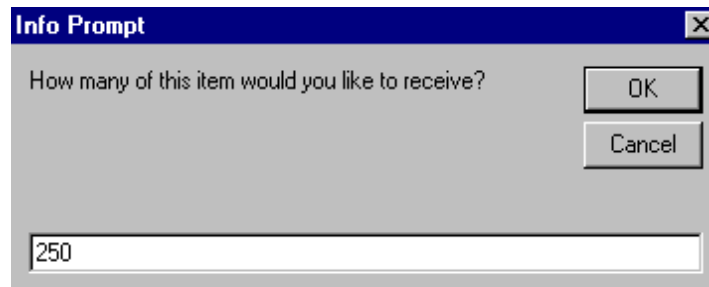 Info Prompt
How many of this item would you like to receive?
OK
Cancel
250